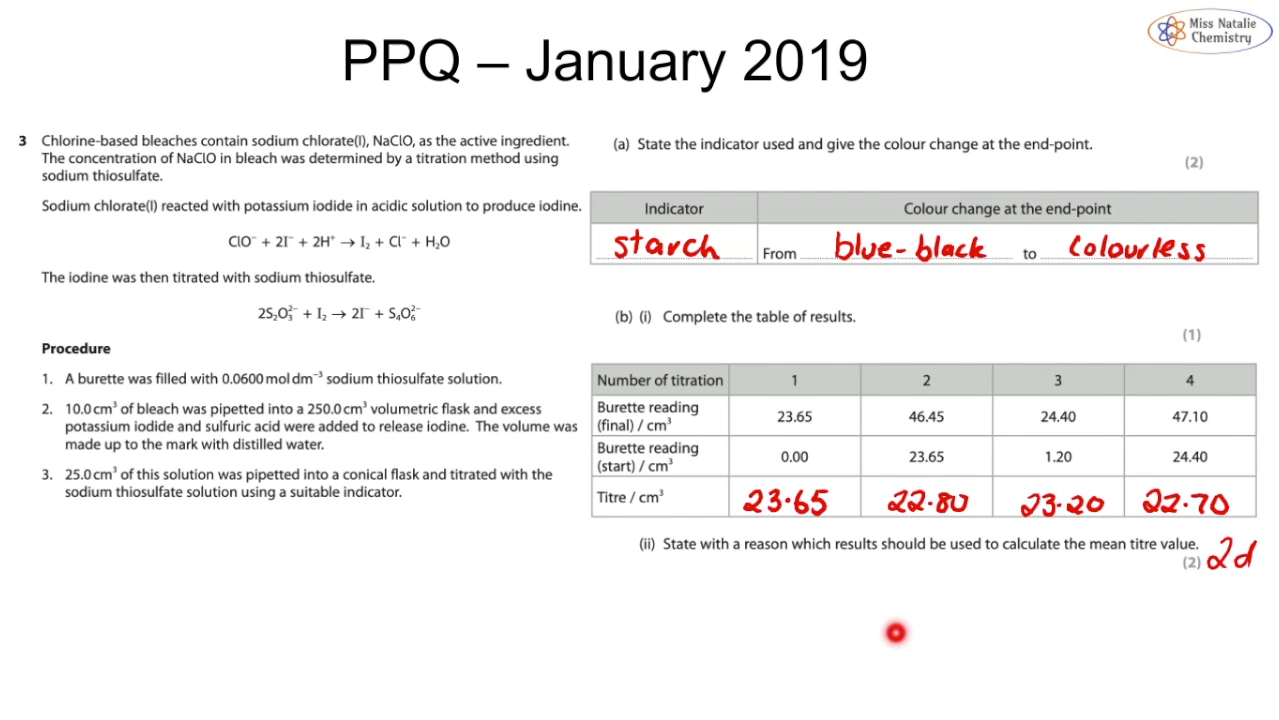 Miss Natalie
Chemistry
PPQ – January 2019
3 Chlorine-based bleaches contain sodium chlorate(I), NaClO, as the active ingredient.
The concentration of NaClO in bleach was determined by a titration method using
sodium thiosulfate.
Sodium chlorate(I) reacted with potassium iodide in acidic solution to produce iodine.
ClO⁻ + 2I⁻ + 2H⁺ → I₂ + Cl⁻ + H₂O
The iodine was then titrated with sodium thiosulfate.
2S₂O₃²⁻ + I₂ → 2I⁻ + S₄O₆²⁻
Procedure
1. A burette was filled with 0.0600 mol dm⁻³ sodium thiosulfate solution.
2. 10.0 cm³ of bleach was pipetted into a 250.0 cm³ volumetric flask and excess
potassium iodide and sulfuric acid were added to release iodine. The volume was
made up to the mark with distilled water.
3. 25.0 cm³ of this solution was pipetted into a conical flask and titrated with the
sodium thiosulfate solution using a suitable indicator.
(a) State the indicator used and give the colour change at the end-point.
(2)
Indicator Colour change at the end-point
starch From blue-black to colourless
(b) (i) Complete the table of results.
(1)
Number of titration 1 2 3 4
Burette reading
(final) / cm³ 23.65 46.45 24.40 47.10
Burette reading
(start) / cm³ 0.00 23.65 1.20 24.40
Titre / cm³ 23.65 22.80 23.20 22.70
(ii) State with a reason which results should be used to calculate the mean titre value.
(2) 2d